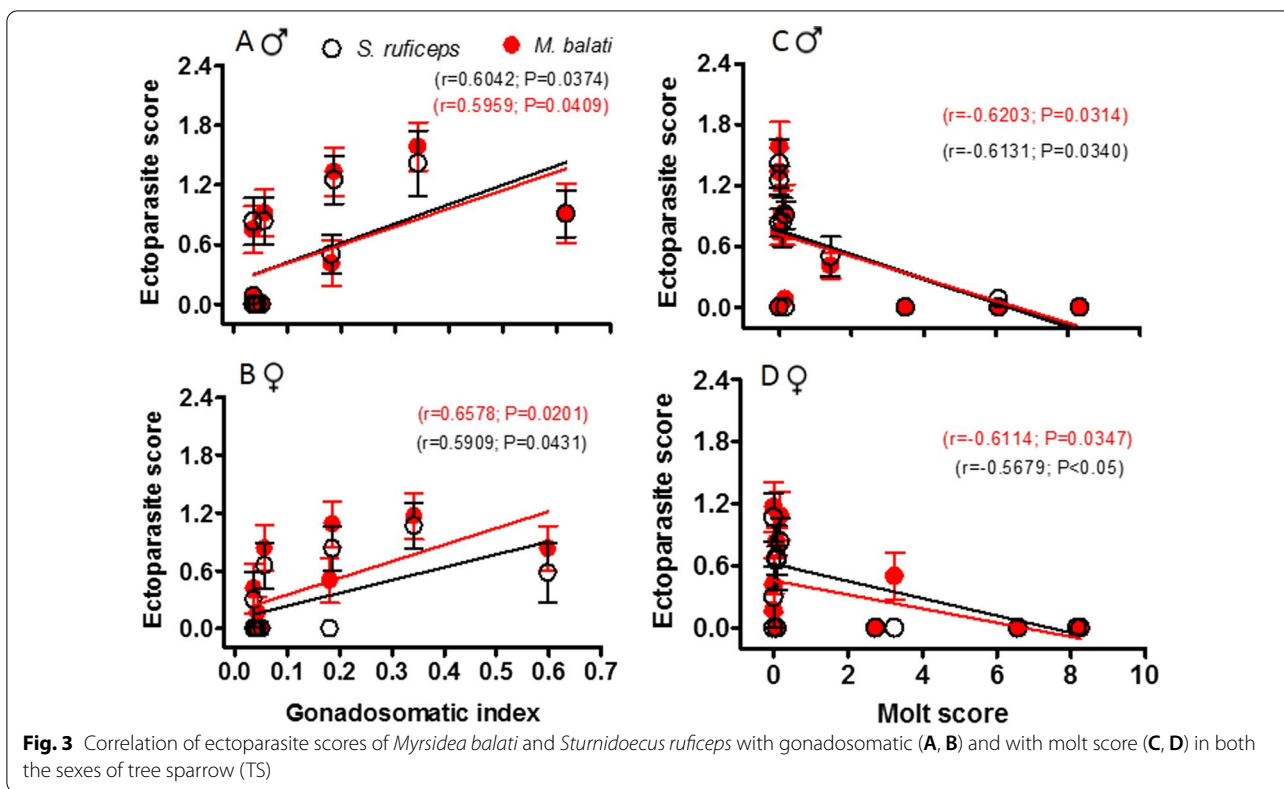 A ♂ S. ruficeps M. balati
(r=0.6042; P=0.0374)
(r=0.5959; P=0.0409)
Ectoparasite score
2.4
1.8
1.2
0.6
0.0
C ♂
(r=-0.6203; P=0.0314)
(r=-0.6131; P=0.0340)
Ectoparasite score
2.4
1.8
1.2
0.6
0.0
0 2 4 6 8 10
B ♀
(r=0.6578; P=0.0201)
(r=0.5909; P=0.0431)
Ectoparasite score
2.4
1.8
1.2
0.6
0.0
0.0 0.1 0.2 0.3 0.4 0.5 0.6 0.7
Gonadosomatic index
D ♀
(r=-0.6114; P=0.0347)
(r=-0.5679; P<0.05)
Ectoparasite score
2.4
1.8
1.2
0.6
0.0
0 2 4 6 8 10
Molt score
Fig. 3 Correlation of ectoparasite scores of Myrsidea balati and Sturnidoecus ruficeps with gonadosomatic (A, B) and with molt score (C, D) in both
the sexes of tree sparrow (TS)